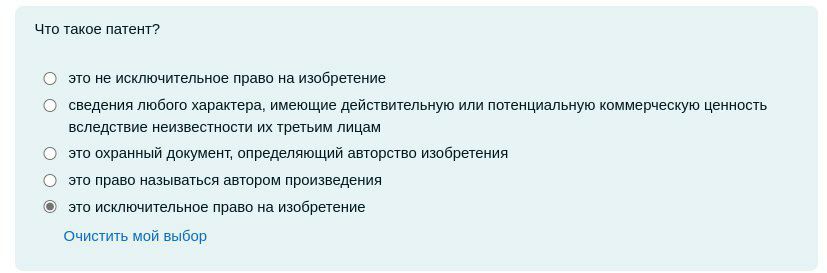 Что такое патент?
это не исключительное право на изобретение
сведения любого характера, имеющие действительную или потенциальную коммерческую ценность
вследствие неизвестности их третьим лицам
это охранный документ, определяющий авторство изобретения
это право называться автором произведения
это исключительное право на изобретение
Очистить мой выбор